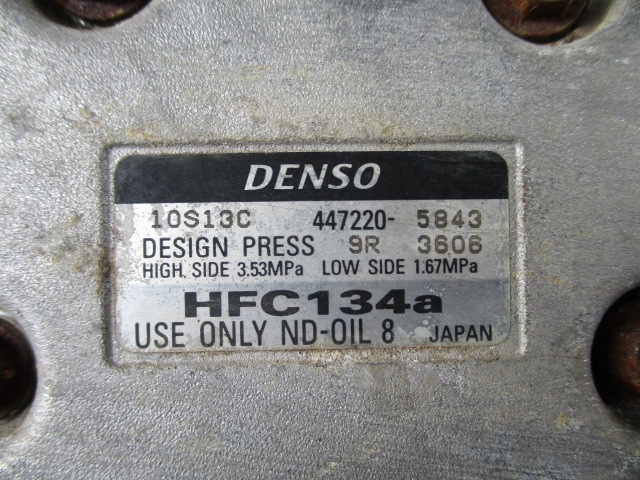 DENSO
10S13C 447220- 5843
DESIGN PRESS 9R 3606
HIGH SIDE 3.53MPa LOW SIDE 1.67MPa
HFC134a
USE ONLY ND-OIL 8 JAPAN